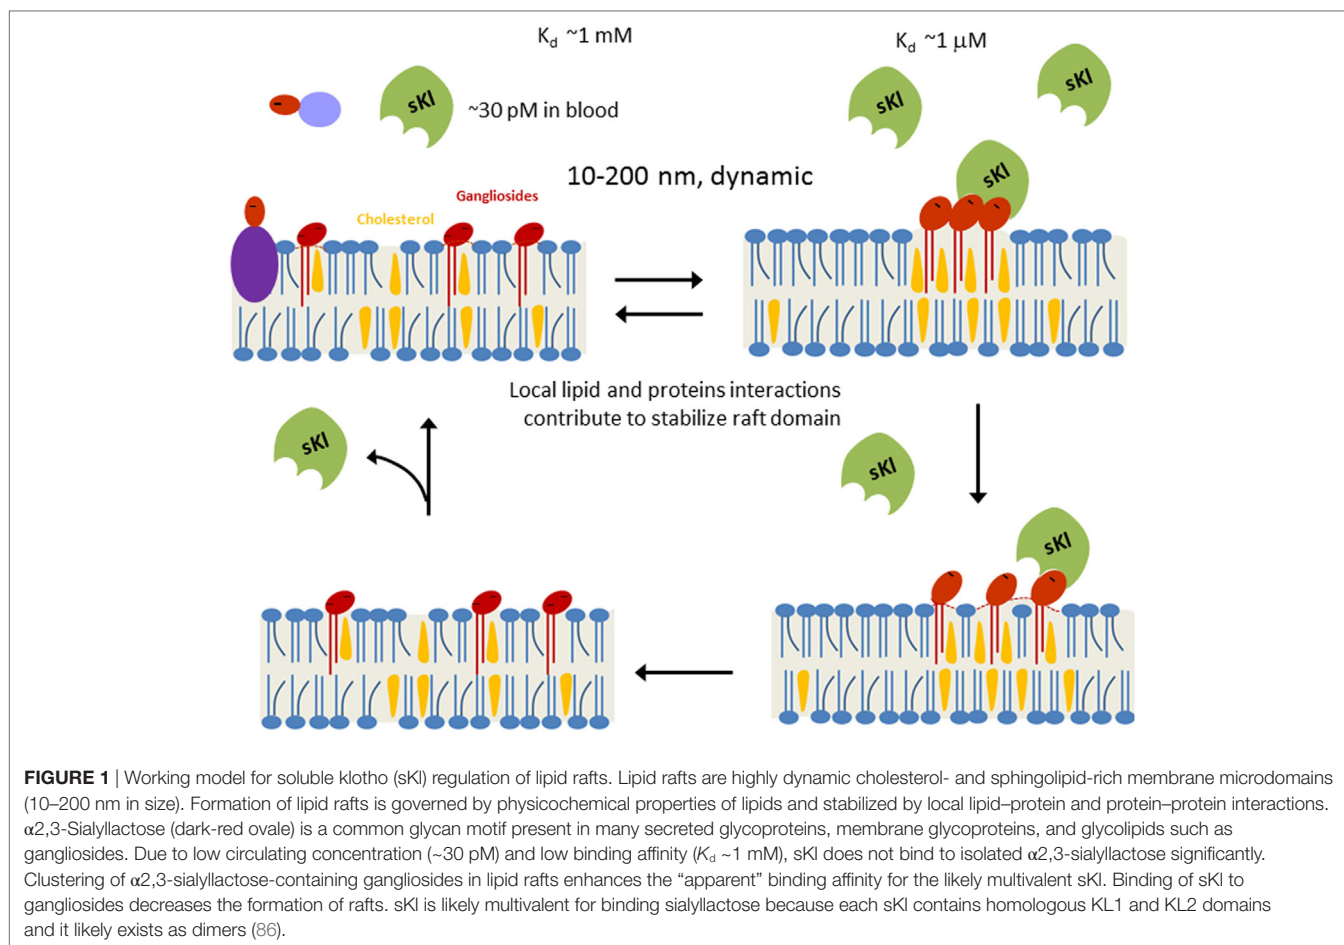 Kd ~1 mM
Kd ~1 μM
sKl
~30 pM in blood
sKl
sKl
10-200 nm, dynamic
sKl
Gangliosides
Cholesterol
Local lipid and proteins interactions
contribute to stabilize raft domain
sKl
sKl
sKl
FIGURE 1 | Working model for soluble klotho (sKl) regulation of lipid rafts. Lipid rafts are highly dynamic cholesterol- and sphingolipid-rich membrane microdomains
(10–200 nm in size). Formation of lipid rafts is governed by physicochemical properties of lipids and stabilized by local lipid–protein and protein–protein interactions.
α2,3-Sialyllactose (dark-red ovale) is a common glycan motif present in many secreted glycoproteins, membrane glycoproteins, and glycolipids such as
gangliosides. Due to low circulating concentration (~30 pM) and low binding affinity (Kd ~1 mM), sKl does not bind to isolated α2,3-sialyllactose significantly.
Clustering of α2,3-sialyllactose-containing gangliosides in lipid rafts enhances the “apparent” binding affinity for the likely multivalent sKl. Binding of sKl to
gangliosides decreases the formation of rafts. sKl is likely multivalent for binding sialyllactose because each sKl contains homologous KL1 and KL2 domains
and it likely exists as dimers (86).